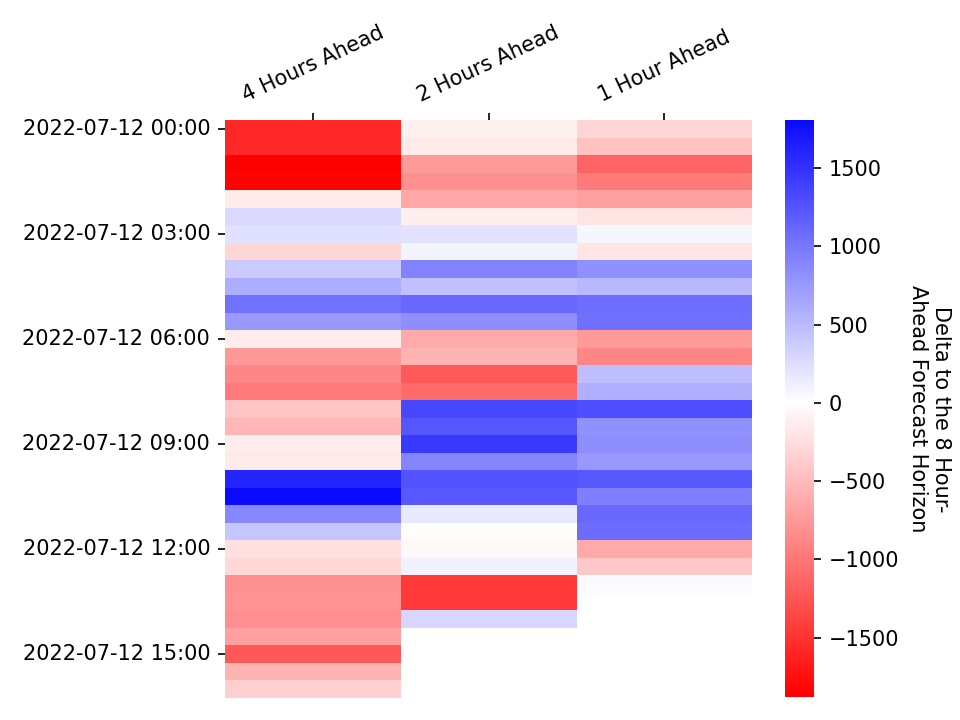 4 Hours Ahead
2 Hours Ahead
1 Hour Ahead
2022-07-12 00:00
2022-07-12 03:00
2022-07-12 06:00
2022-07-12 09:00
2022-07-12 12:00
2022-07-12 15:00
1500
1000
500
0
−500
−1000
−1500
Delta to the 8 Hour-
Ahead Forecast Horizon